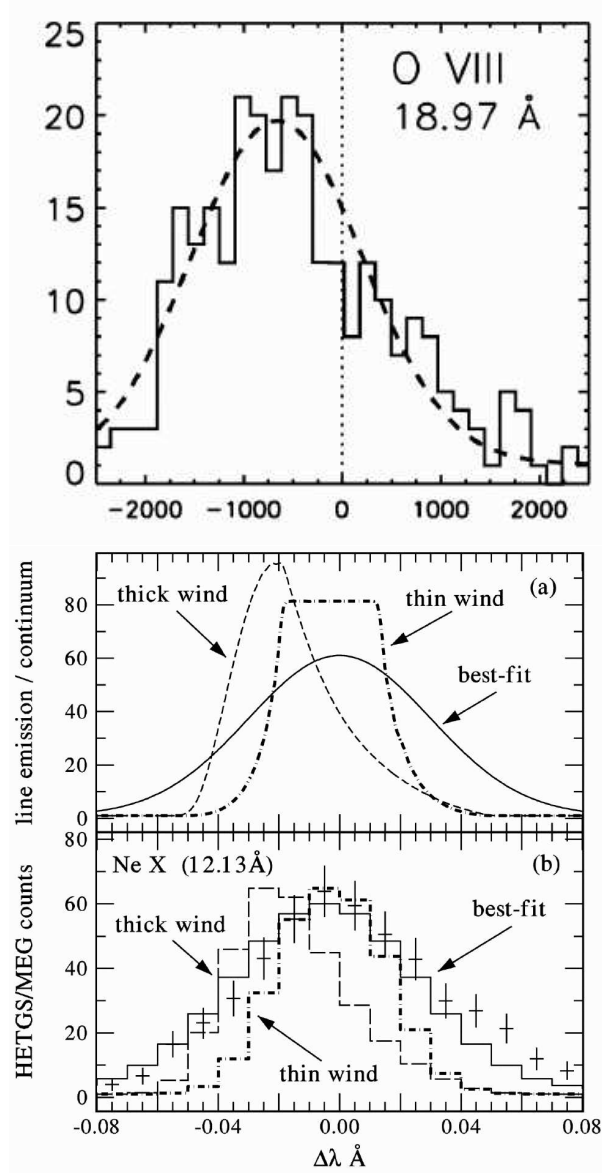 25
O VIII
18.97 Å
20
15
10
5
0
−2000 −1000 0 1000 2000
(a)
thick wind
thin wind
best-fit
line emission / continuum
80
60
40
20
0
Ne X (12.13Å)
(b)
thick wind
best-fit
thin wind
HETGS/MEG counts
80
60
40
20
0
-0.08 -0.04 0.00 0.04 0.08
Δλ Å